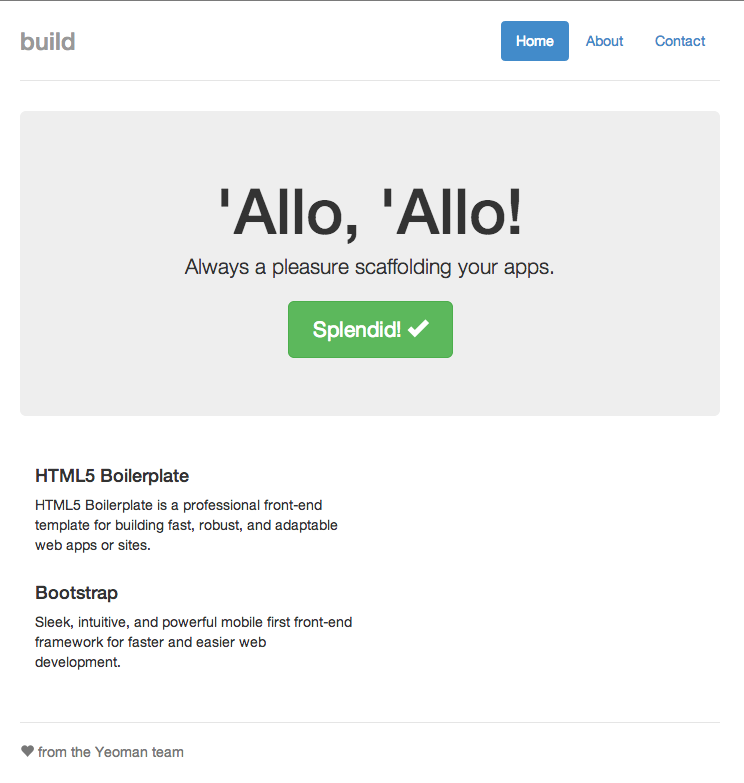 build
Home About Contact
'Allo, 'Allo!
Always a pleasure scaffolding your apps.
Splendid! ✔
HTML5 Boilerplate
HTML5 Boilerplate is a professional front-end
template for building fast, robust, and adaptable
web apps or sites.
Bootstrap
Sleek, intuitive, and powerful mobile first front-end
framework for faster and easier web
development.
♥ from the Yeoman team